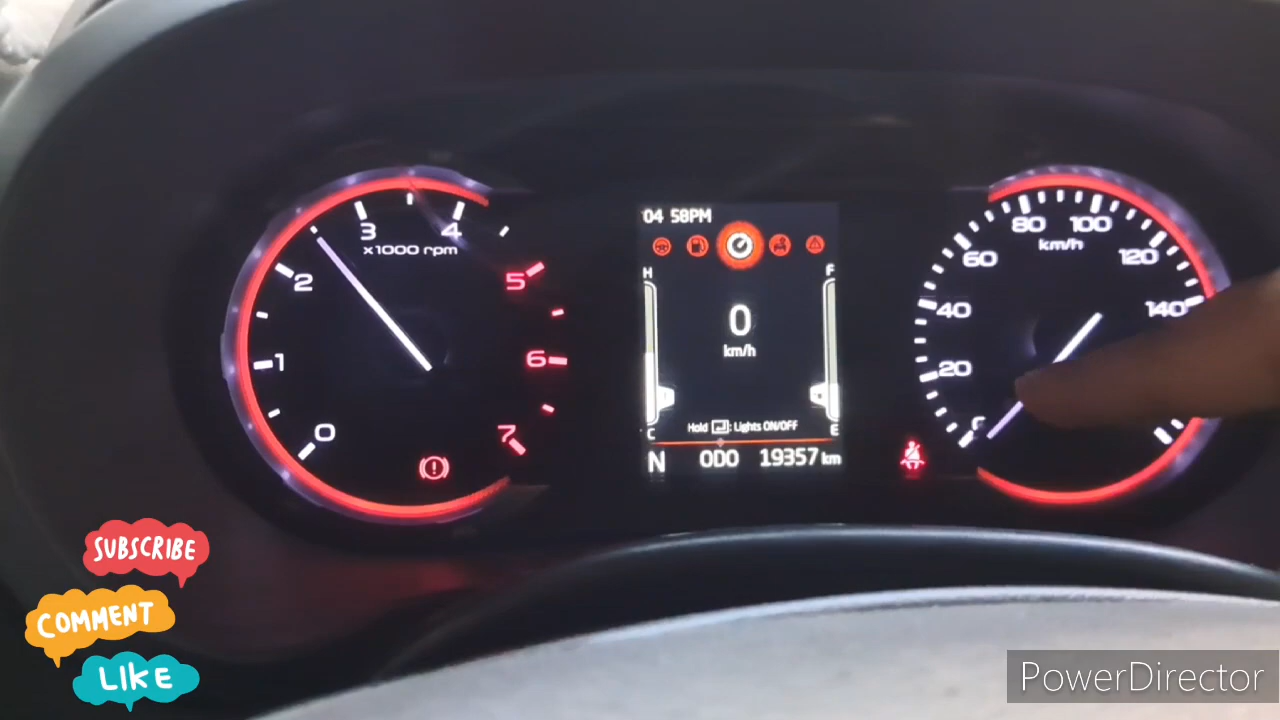 0
1
2
3
4
5
6
7
x1000 rpm
04 58PM
H
F
0
km/h
Hold : Lights ON/OFF
C
E
N ODO 19357 km
20
40
60
80
100
120
140
km/h
SUBSCRIBE
COMMENT
LIKE
PowerDirector